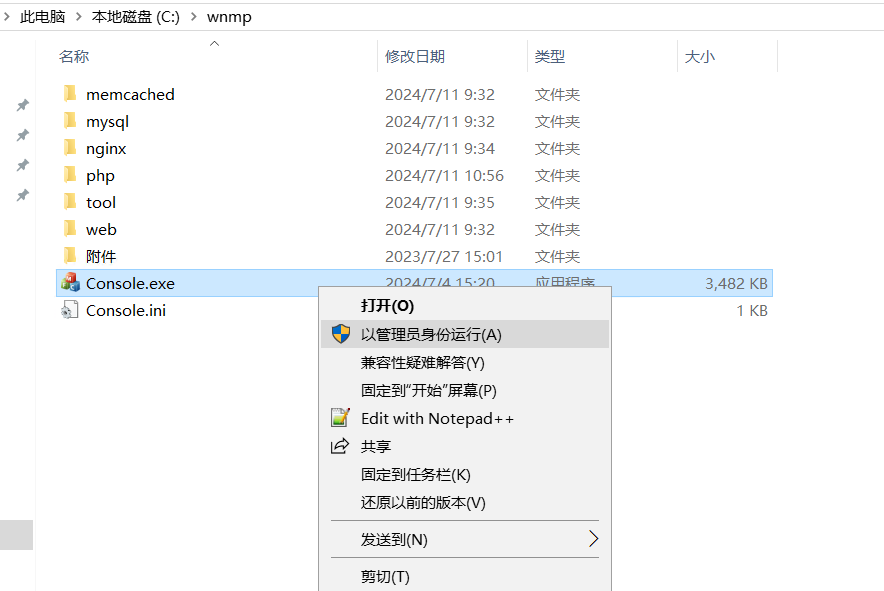 此电脑 > 本地磁盘 (C:) > wnmp
名称 修改日期 类型 大小
memcached 2024/7/11 9:32 文件夹
mysql 2024/7/11 9:32 文件夹
nginx 2024/7/11 9:34 文件夹
php 2024/7/11 10:56 文件夹
tool 2024/7/11 9:35 文件夹
web 2024/7/11 9:32 文件夹
附件 2023/7/27 15:01 文件夹
Console.exe 2024/7/4 15:20 应用程序 3,482 KB
Console.ini 1 KB
打开(O)
以管理员身份运行(A)
兼容性疑难解答(Y)
固定到“开始”屏幕(P)
Edit with Notepad++
共享
固定到任务栏(K)
还原以前的版本(V)
发送到(N)
剪切(T)